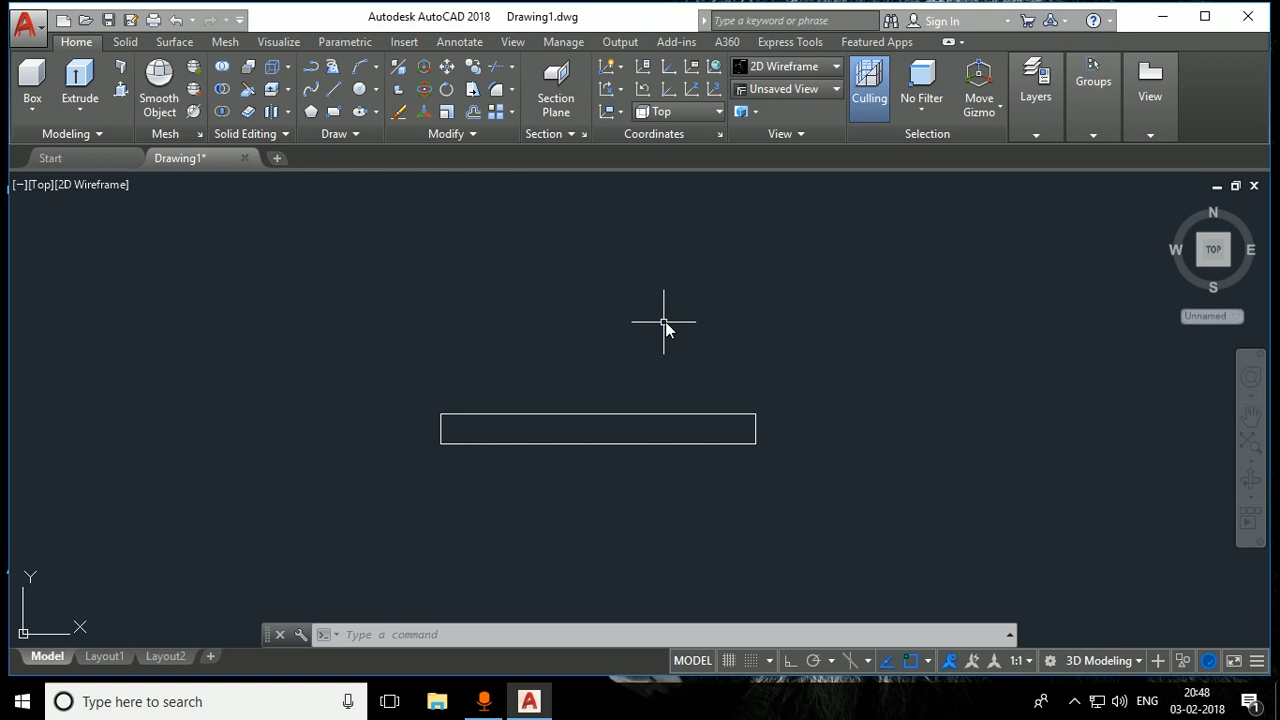 Autodesk AutoCAD 2018 Drawing1.dwg
Type a keyword or phrase
Sign In
Home Solid Surface Mesh Visualize Parametric Insert Annotate View Manage Output Add-ins A360 Express Tools Featured Apps
2D Wireframe
Unsaved View
Top
Box Extrude Smooth Object Section Plane Culling No Filter Move Gizmo Layers Groups View
Modeling Mesh Solid Editing Draw Modify Section Coordinates View Selection
Start Drawing1*
[−][Top][2D Wireframe]
N
W TOP E
S
Unnamed
Y
X
Type a command
Model Layout1 Layout2
MODEL 1:1 3D Modeling
Type here to search
ENG
20:48
03-02-2018
1